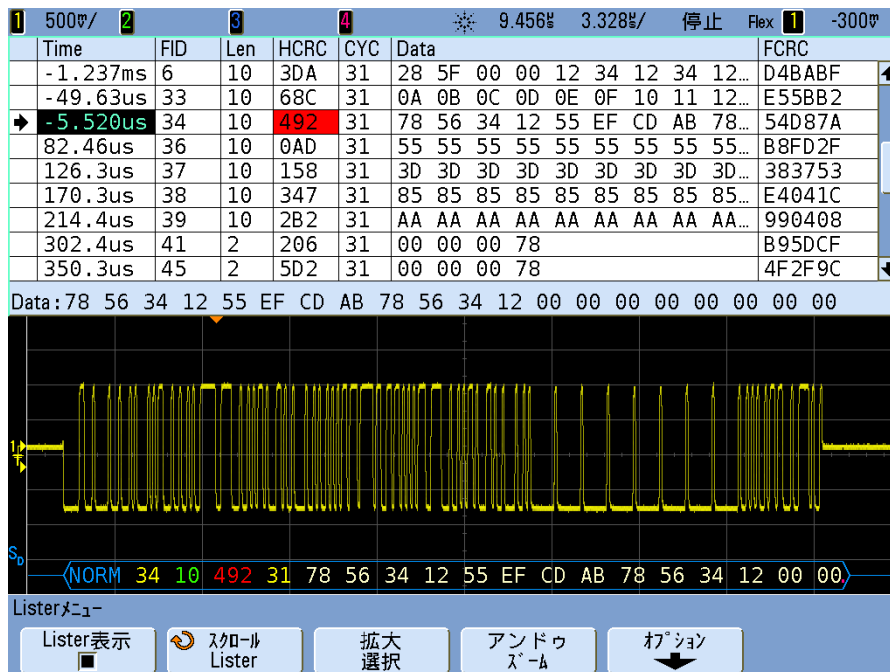 1 500㎷/ 2 3 4 9.456㎲ 3.328㎲/ 停止 Flex 1 -300㎷
Time FID Len HCRC CYC Data FCRC
-1.237ms 6 10 3DA 31 28 5F 00 00 12 34 12 34 12… D4BABF
-49.63us 33 10 68C 31 0A 0B 0C 0D 0E 0F 10 11 12… E55BB2
-5.520us 34 10 492 31 78 56 34 12 55 EF CD AB 78… 54D87A
82.46us 36 10 0AD 31 55 55 55 55 55 55 55 55 55… B8FD2F
126.3us 37 10 158 31 3D 3D 3D 3D 3D 3D 3D 3D 3D… 383753
170.3us 38 10 347 31 85 85 85 85 85 85 85 85 85… E4041C
214.4us 39 10 2B2 31 AA AA AA AA AA AA AA AA AA… 990408
302.4us 41 2 206 31 00 00 00 78 B95DCF
350.3us 45 2 5D2 31 00 00 00 78 4F2F9C
Data:78 56 34 12 55 EF CD AB 78 56 34 12 00 00 00 00 00 00 00 00
1
T
SD
NORM 34 10 492 31 78 56 34 12 55 EF CD AB 78 56 34 12 00 00
Listerﾒﾆｭｰ
Lister表示 ｽｸﾛｰﾙ 拡大 アンドゥ ｵﾌﾟｼｮﾝ
Lister 選択 ｽﾞｰﾑ